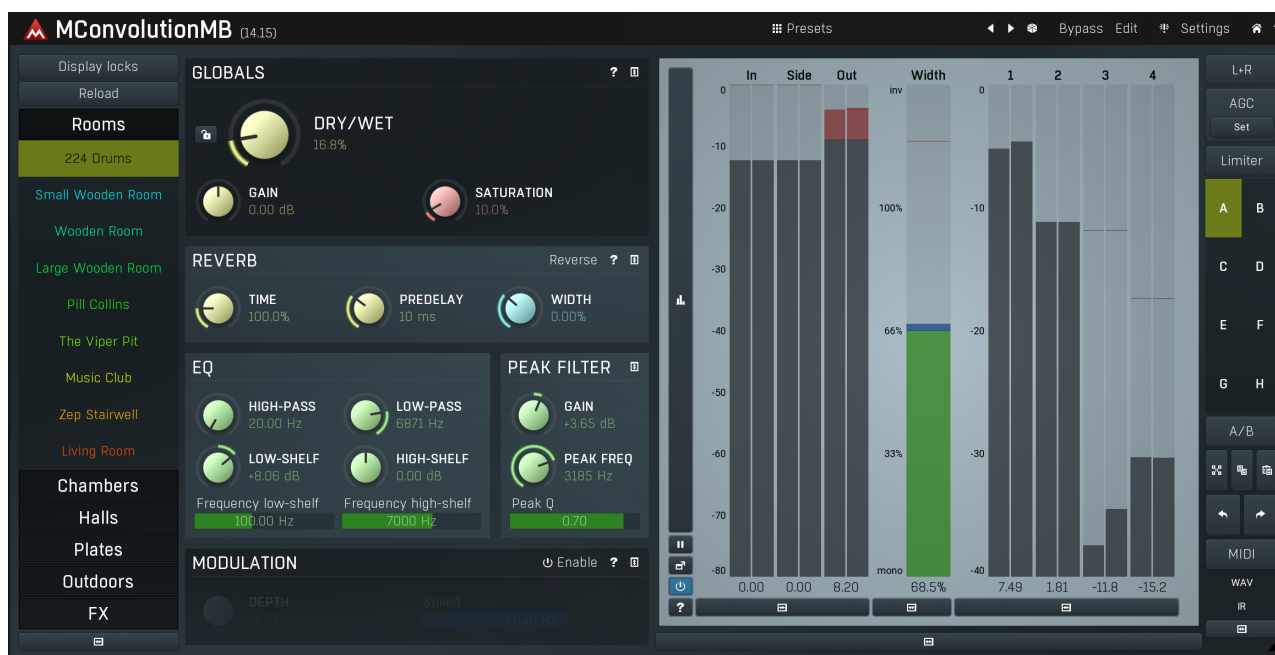 MConvolutionMB (14.15)
Presets
Bypass Edit Settings
Display locks
Reload
Rooms
224 Drums
Small Wooden Room
Wooden Room
Large Wooden Room
Pill Collins
The Viper Pit
Music Club
Zep Stairwell
Living Room
Chambers
Halls
Plates
Outdoors
FX
GLOBALS ?
DRY/WET
16.8%
GAIN
0.00 dB
SATURATION
10.0%
REVERB Reverse ?
TIME
100.0%
PREDELAY
10 ms
WIDTH
0.00%
EQ
HIGH-PASS
20.00 Hz
LOW-PASS
6871 Hz
LOW-SHELF
+8.06 dB
HIGH-SHELF
0.00 dB
Frequency low-shelf
100.00 Hz
Frequency high-shelf
7000 Hz
PEAK FILTER
GAIN
+3.65 dB
PEAK FREQ
3185 Hz
Peak Q
0.70
MODULATION Enable ?
DEPTH
Speed
1.038 Hz
?
In Side Out Width 1 2 3 4
0 inv 0
-10
-20 100% -10
-30
-40 66% -20
-50
-60 33% -30
-70
-80 mono -40
0.00 0.00 8.20 68.5% 7.49 1.81 -11.8 -15.2
L+R
AGC
Set
Limiter
A B
C D
E F
G H
A/B
MIDI
WAV
IR